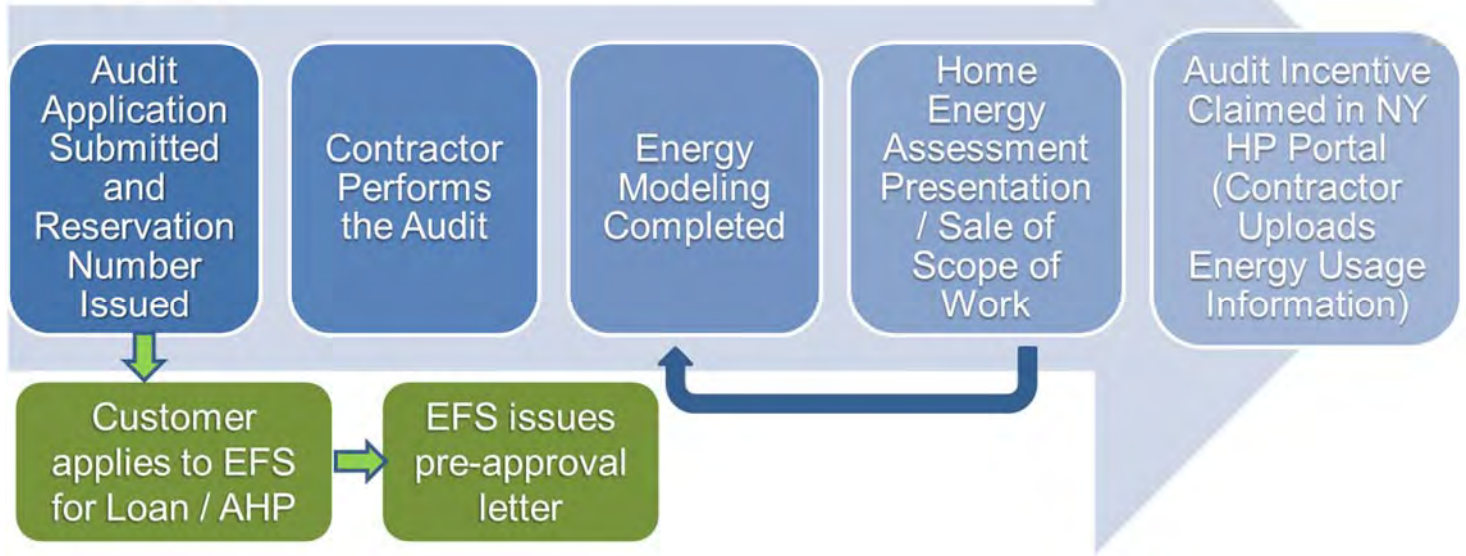 Audit
Application
Submitted
and
Reservation
Number
Issued
Contractor
Performs
the Audit
Energy
Modeling
Completed
Home
Energy
Assessment
Presentation
/ Sale of
Scope of
Work
Audit Incentive
Claimed in NY
HP Portal
(Contractor
Uploads
Energy Usage
Information)
Customer
applies to EFS
for Loan / AHP
EFS issues
pre-approval
letter